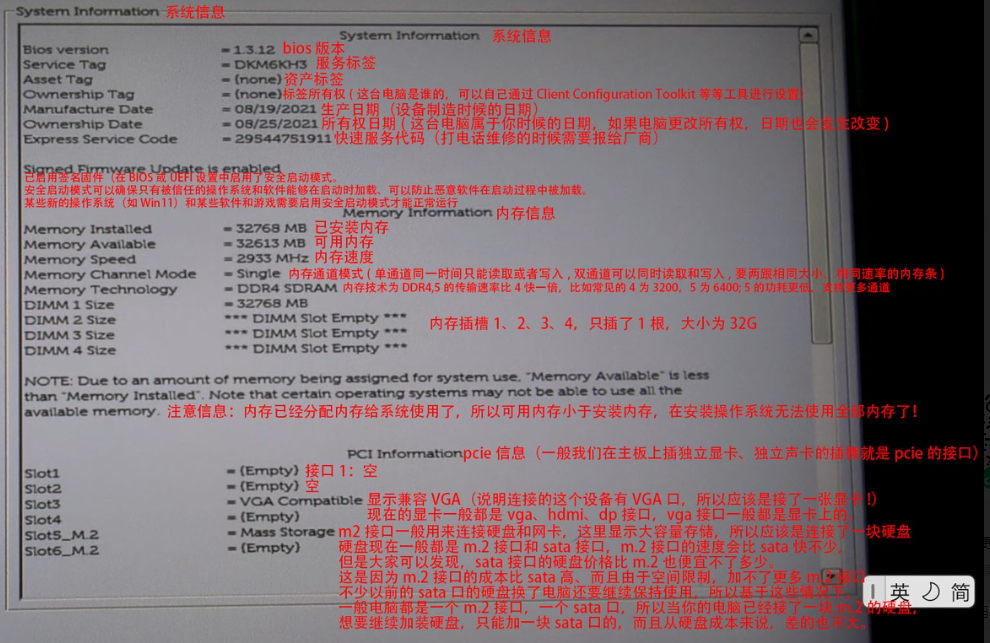 System Information 系统信息
System Information 系统信息
Bios version = 1.3.12 bios 版本
Service Tag = DKM6KH3 服务标签
Asset Tag = (none) 资产标签
Ownership Tag = (none) 标签所有权 ( 这台电脑是谁的，可以自己通过 Client Configuration Toolkit 等等工具进行设置
Manufacture Date = 08/19/2021 生产日期（设备制造时候的日期）
Ownership Date = 08/25/2021 所有权日期 ( 这台电脑属于你时候的日期，如果电脑更改所有权，日期也会发生改变 )
Express Service Code = 29544751911 快速服务代码（打电话维修的时候需要报给厂商）
Signed Firmware Update is enabled
已启用签名固件（在 BIOS 或 UEFI 设置中启用了安全启动模式。
安全启动模式可以确保只有被信任的操作系统和软件能够在启动时加载、可以防止恶意软件在启动过程中被加载。
某些新的操作系统（如 Win11）和某些软件和游戏需要启用安全启动模式才能正常运行
Memory Information 内存信息
Memory Installed = 32768 MB 已安装内存
Memory Available = 32613 MB 可用内存
Memory Speed = 2933 MHz 内存速度
Memory Channel Mode = Single 内存通道模式 ( 单通道同一时间只能读取或者写入 , 双通道可以同时读取和写入 , 要两跟相同大小，相同速率的内存条 )
Memory Technology = DDR4 SDRAM 内存技术为 DDR4,5 的传输速率比 4 快一倍，比如常见的 4 为 3200，5 为 6400; 5 的功耗更低，支持更多通道
DIMM 1 Size = 32768 MB
DIMM 2 Size *** DIMM Slot Empty *** 内存插槽 1、2、3、4，只插了 1 根，大小为 32G
DIMM 3 Size *** DIMM Slot Empty ***
DIMM 4 Size *** DIMM Slot Empty ***
NOTE: Due to an amount of memory being assigned for system use, "Memory Available" is less
than "Memory Installed". Note that certain operating systems may not be able to use all the
available memory. 注意信息：内存已经分配内存给系统使用了，所以可用内存小于安装内存，在安装操作系统无法使用全部内存了！
PCI Information pcie 信息（一般我们在主板上插独立显卡、独立声卡的插槽就是 pcie 的接口）
Slot1 = (Empty) 接口 1：空
Slot2 = (Empty) 空
Slot3 = VGA Compatible 显示兼容 VGA（说明连接的这个设备有 VGA 口，所以应该是接了一张显卡！）
Slot4 = (Empty) 现在的显卡一般都是 vga、hdmi、dp 接口，vga 接口一般都是显卡上的
Slot5_M.2 = Mass Storage m2 接口一般用来连接硬盘和网卡，这里显示大容量存储，所以应该是连接了一块硬盘
Slot6_M.2 = (Empty) 硬盘现在一般都是 m.2 接口和 sata 接口，m.2 接口的速度会比 sata 快不少，
但是大家可以发现，sata 接口的硬盘价格比 m.2 也便宜不了多少。
这是因为 m.2 接口的成本比 sata 高、而且由于空间限制，加不了更多 m.2 接口
不少以前的 sata 口的硬盘换了电脑还要继续保持使用，所以基于这些情况下
一般电脑都是一个 m.2 接口，一个 sata 口，所以当你的电脑已经接了一块 m.2 的硬盘，
想要继续加装硬盘，只能加一块 sata 口的，而且从硬盘成本来说，差的也不大。
英 简